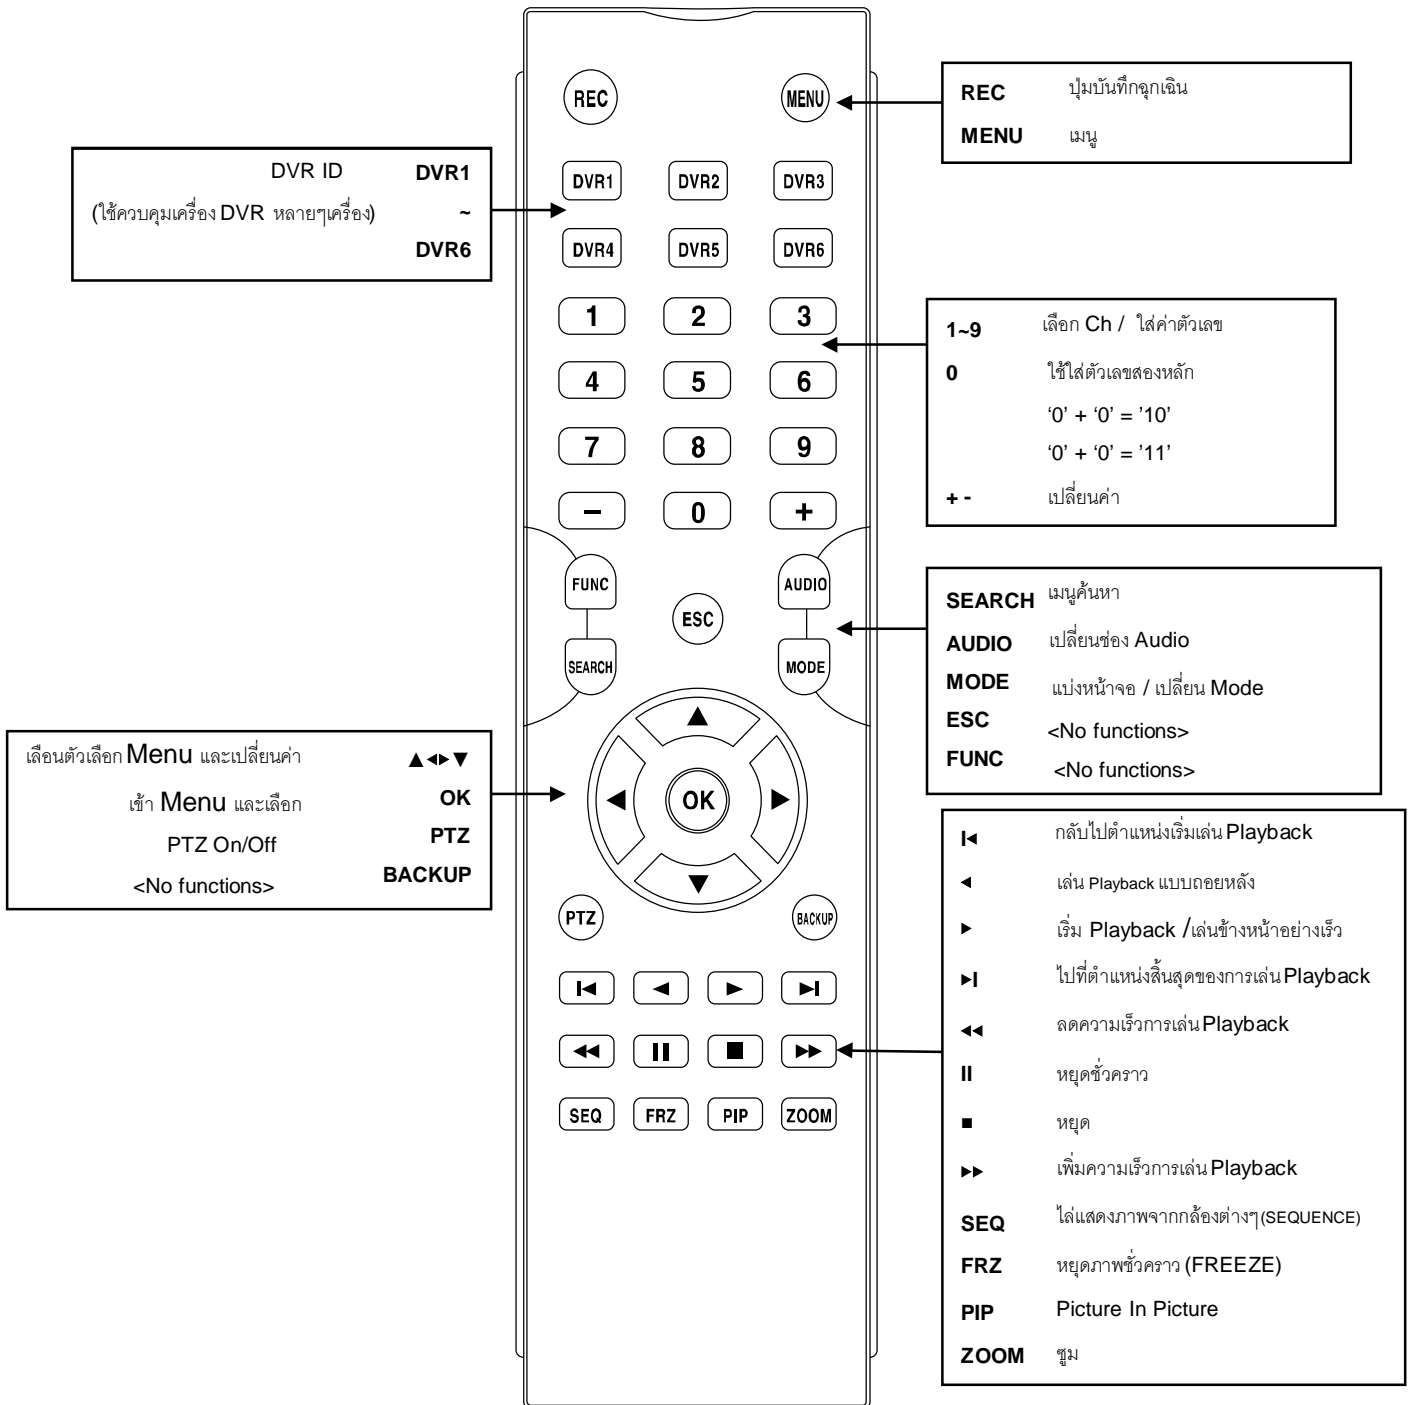 REC MENU
DVR1 DVR2 DVR3
DVR4 DVR5 DVR6
1 2 3
4 5 6
7 8 9
− 0 +
FUNC AUDIO
ESC
SEARCH MODE
▲
◀ OK ▶
▼
PTZ BACKUP
I◀ ◀ ▶ ▶I
◀◀ II ■ ▶▶
SEQ FRZ PIP ZOOM
DVR ID DVR1
(ใช้ควบคุมเครื่อง DVR หลายๆเครื่อง) ~
DVR6
เลือนตัวเลือก Menu และเปลี่ยนค่า ▲◀▶▼
เข้า Menu และเลือก OK
PTZ On/Off PTZ
<No functions> BACKUP
REC ปุ่มบันทึกฉุกเฉิน
MENU เมนู
1~9 เลือก Ch / ใส่ค่าตัวเลข
0 ใช้ใส่ตัวเลขสองหลัก
‘0’ + ‘0’ = ’10’
‘0’ + ‘0’ = ’11’
+ - เปลี่ยนค่า
SEARCH เมนูค้นหา
AUDIO เปลี่ยนช่อง Audio
MODE แบ่งหน้าจอ / เปลี่ยน Mode
ESC <No functions>
FUNC <No functions>
I◀ กลับไปตำแหน่งเริ่มเล่น Playback
◀ เล่น Playback แบบถอยหลัง
▶ เริ่ม Playback /เล่นข้างหน้าอย่างเร็ว
▶I ไปที่ตำแหน่งสิ้นสุดของการเล่น Playback
◀◀ ลดความเร็วการเล่น Playback
II หยุดชั่วคราว
■ หยุด
▶▶ เพิ่มความเร็วการเล่น Playback
SEQ ไล่แสดงภาพจากกล้องต่างๆ(SEQUENCE)
FRZ หยุดภาพชั่วคราว (FREEZE)
PIP Picture In Picture
ZOOM ซูม